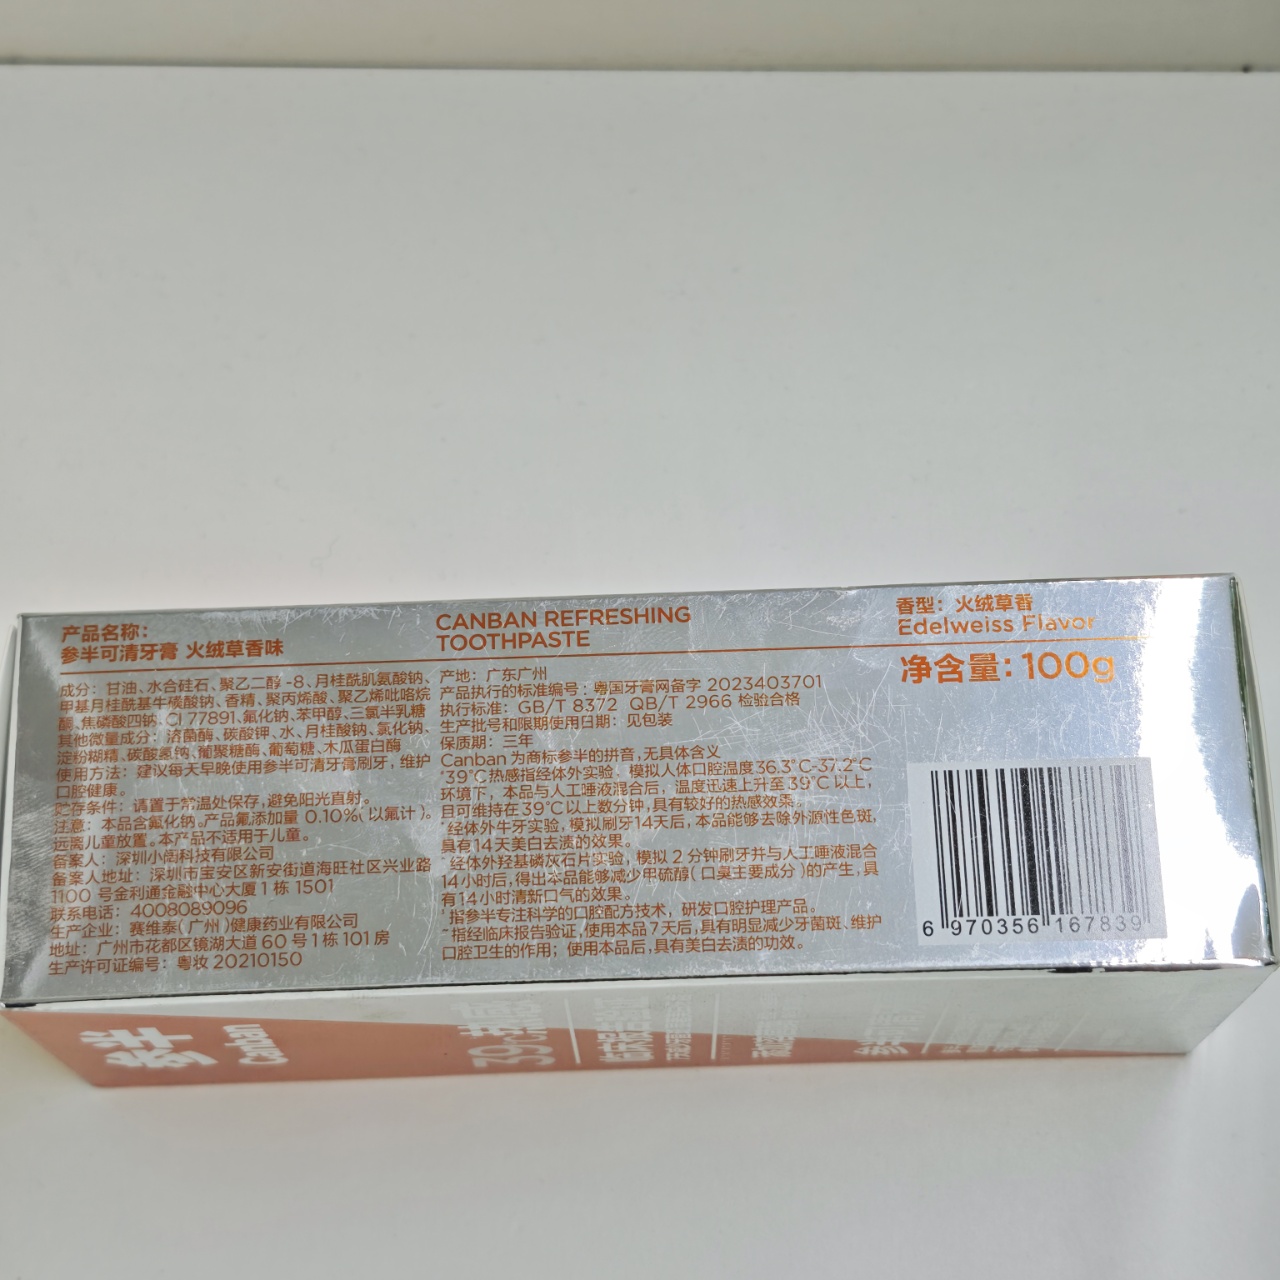 产品名称：
参半可清牙膏 火绒草香味
CANBAN REFRESHING
TOOTHPASTE
香型：火绒草香
Edelweiss Flavor
净含量：100g
成分：甘油、水合硅石、聚乙二醇-8、月桂酰肌氨酸钠、
甲基月桂酰基牛磺酸钠、香精、聚丙烯酸、聚乙烯吡咯烷
酮、焦磷酸四钠、CI 77891、氟化钠、苯甲醇、三氯半乳糖
其他微量成分：溶菌酶、碳酸钾、水、月桂酸钠、氯化钠、
淀粉糊精、碳酸氢钠、葡聚糖酶、葡萄糖、木瓜蛋白酶
使用方法：建议每天早晚使用参半可清牙膏刷牙，维护
口腔健康。
贮存条件：请置于常温处保存，避免阳光直射。
注意：本品含氟化钠。产品氟添加量 0.10%(以氟计)。
远离儿童放置。本产品不适用于儿童。
备案人：深圳小阔科技有限公司
备案人地址：深圳市宝安区新安街道海旺社区兴业路
1100 号金利通金融中心大厦 1 栋 1501
联系电话：4008089096
生产企业：赛维泰(广州)健康药业有限公司
地址：广州市花都区镜湖大道 60 号 1 栋 101 房
生产许可证编号：粤妆 20210150
产地：广东广州
产品执行的标准编号：粤国牙膏网备字 2023403701
执行标准：GB/T 8372 QB/T 2966 检验合格
生产批号和限期使用日期：见包装
保质期：三年
Canban 为商标参半的拼音，无具体含义
*39°C热感指经体外实验，模拟人体口腔温度36.3°C-37.2°C
环境下，本品与人工唾液混合后，温度迅速上升至39°C以上，
且可维持在39°C以上数分钟，具有较好的热感效果。
经体外牛牙实验，模拟刷牙14天后，本品能够去除外源性色斑，
具有14天美白去渍的效果。
经体外羟基磷灰石片实验，模拟 2 分钟刷牙并与人工唾液混合
14小时后，得出本品能够减少甲硫醇(口臭主要成分)的产生，具
有14小时清新口气的效果。
指参半专注科学的口腔配方技术，研发口腔护理产品。
指经临床报告验证，使用本品7天后，具有明显减少牙菌斑、维护
口腔卫生的作用；使用本品后，具有美白去渍的功效。
6 970356 167839
参半
Canban
39°C热感